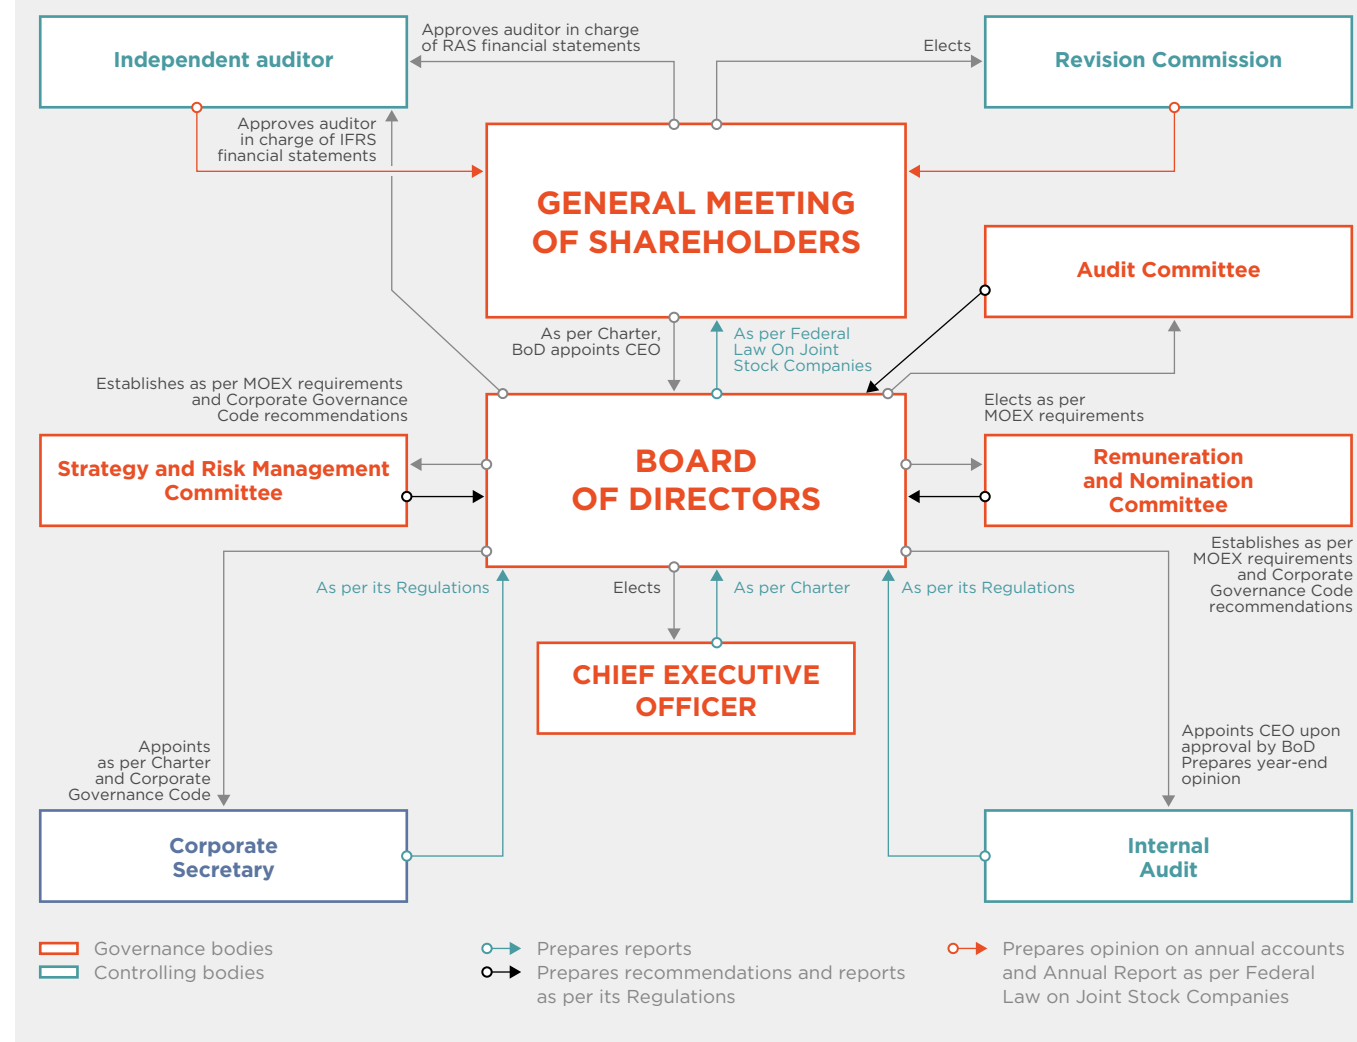 Independent auditor
Approves auditor in charge
of RAS financial statements
Elects
Revision Commission
Approves auditor
in charge of IFRS
financial statements
GENERAL MEETING
OF SHAREHOLDERS
Audit Committee
As per Charter,
BoD appoints CEO
As per Federal
Law On Joint
Stock Companies
Establishes as per MOEX requirements
and Corporate Governance
Code recommendations
Elects as per
MOEX requirements
Strategy and Risk Management
Committee
BOARD
OF DIRECTORS
Remuneration
and Nomination
Committee
Establishes as per
MOEX requirements
and Corporate
Governance Code
recommendations
As per its Regulations
Elects
As per Charter
As per its Regulations
CHIEF EXECUTIVE
OFFICER
Appoints
as per Charter
and Corporate
Governance Code
Appoints CEO upon
approval by BoD
Prepares year-end
opinion
Corporate
Secretary
Internal
Audit
Governance bodies
Controlling bodies
Prepares reports
Prepares recommendations and reports
as per its Regulations
Prepares opinion on annual accounts
and Annual Report as per Federal
Law on Joint Stock Companies